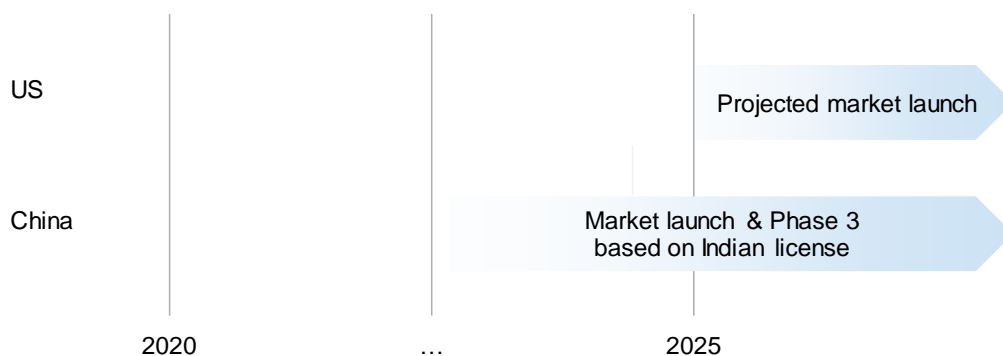 US
Projected market launch
China
Market launch & Phase 3
based on Indian license
2020
...
2025